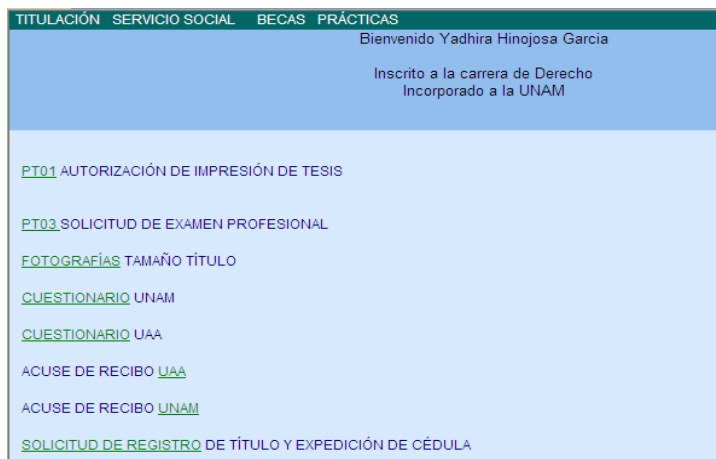 TITULACIÓN SERVICIO SOCIAL BECAS PRÁCTICAS
Bienvenido Yadhira Hinojosa Garcia
Inscrito a la carrera de Derecho
Incorporado a la UNAM
PT01 AUTORIZACIÓN DE IMPRESIÓN DE TESIS
PT03 SOLICITUD DE EXAMEN PROFESIONAL
FOTOGRAFÍAS TAMAÑO TÍTULO
CUESTIONARIO UNAM
CUESTIONARIO UAA
ACUSE DE RECIBO UAA
ACUSE DE RECIBO UNAM
SOLICITUD DE REGISTRO DE TÍTULO Y EXPEDICIÓN DE CÉDULA